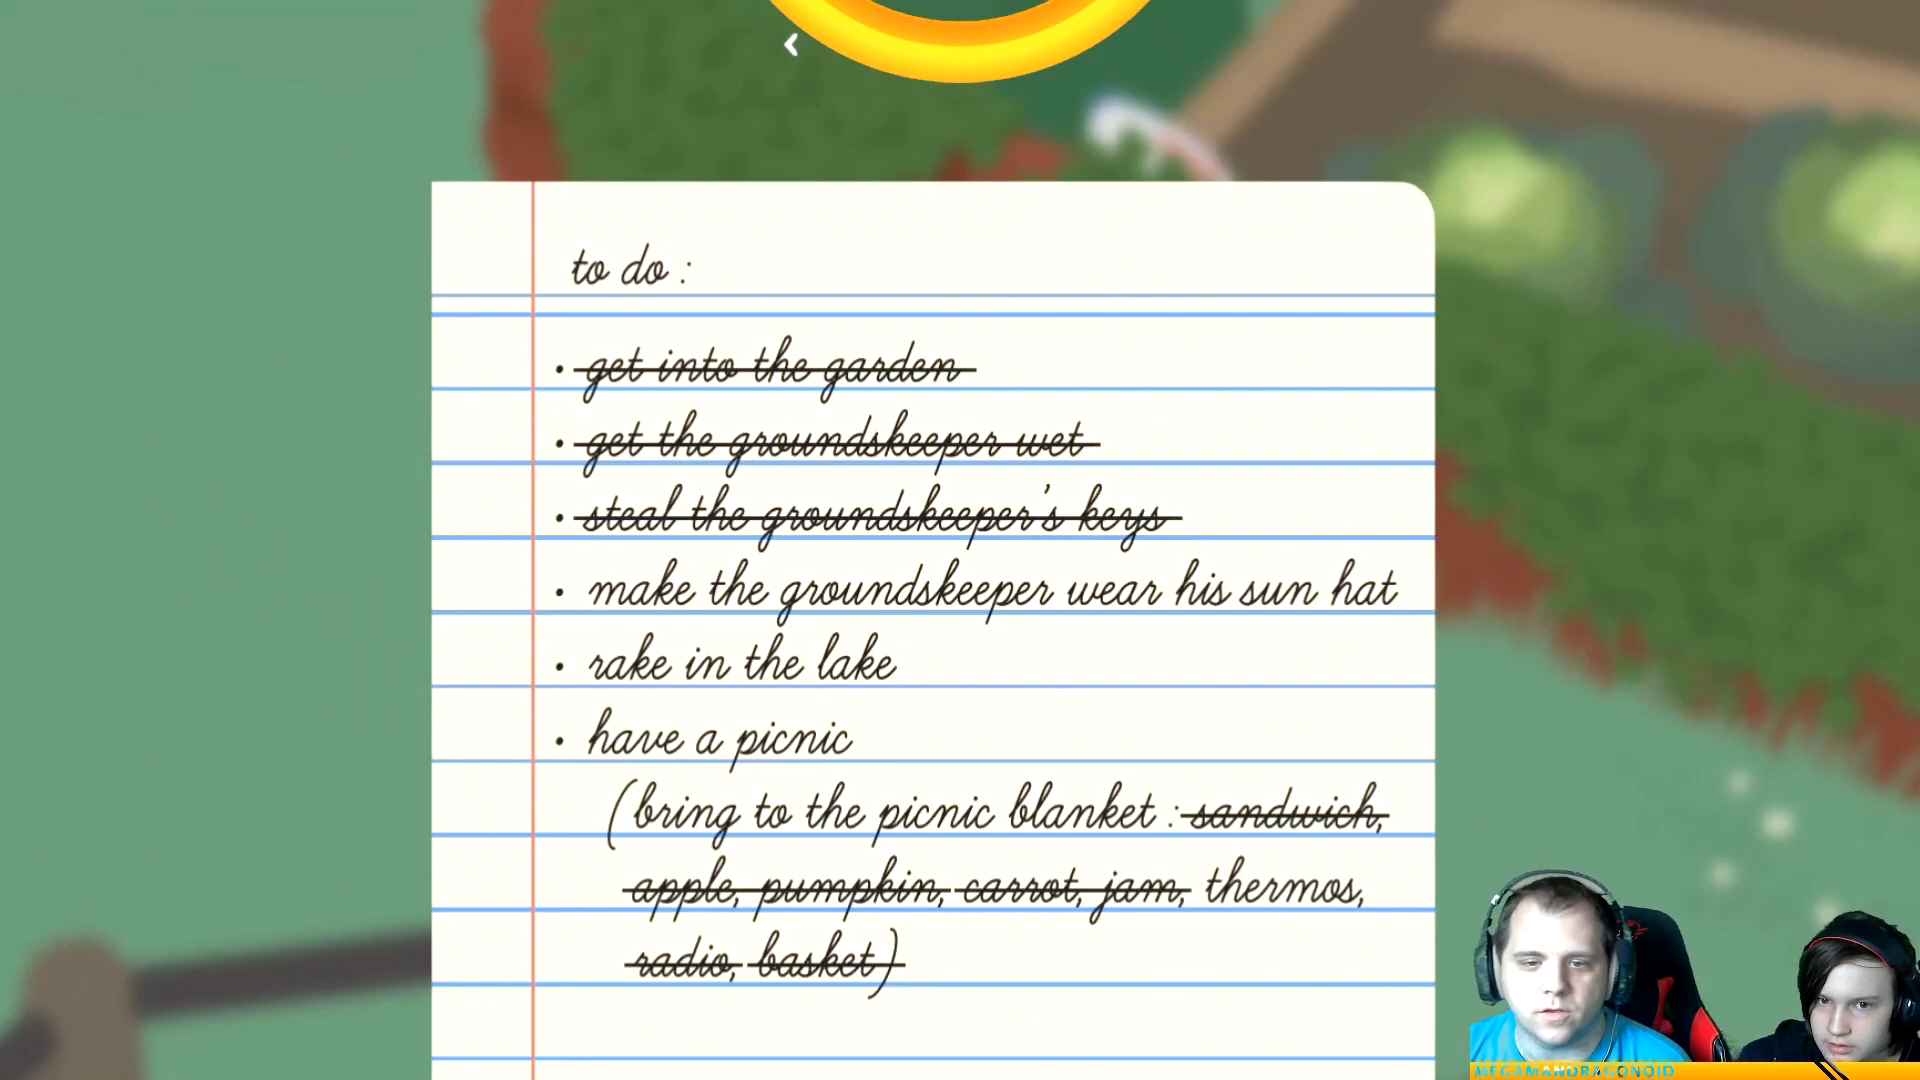 to do :
• get into the garden
• get the groundskeeper wet
• steal the groundskeeper's keys
• make the groundskeeper wear his sun hat
• rake in the lake
• have a picnic
(bring to the picnic blanket : sandwich,
apple, pumpkin, carrot, jam, thermos,
radio, basket)
MEGAMANDRAGONOID